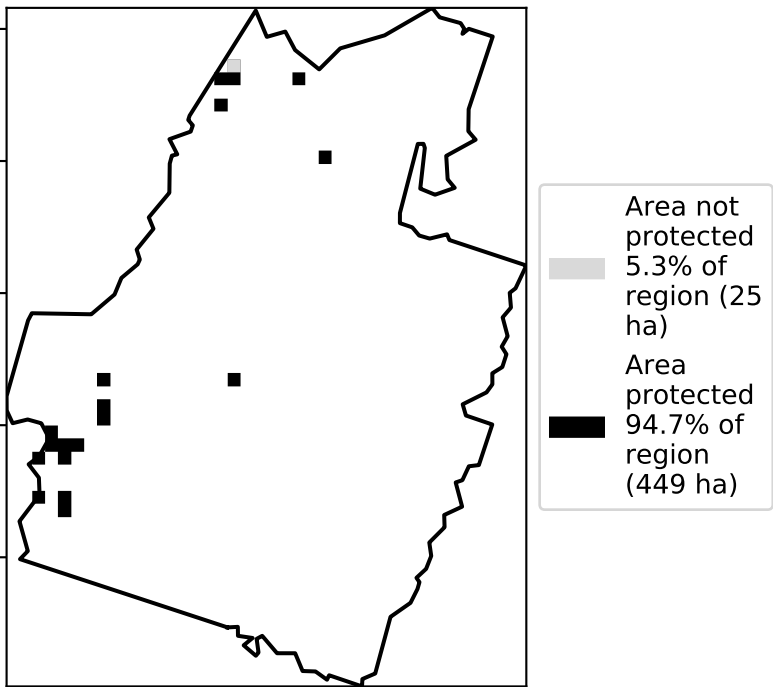 Area not
protected
5.3% of
region (25
ha)
Area
protected
94.7% of
region
(449 ha)